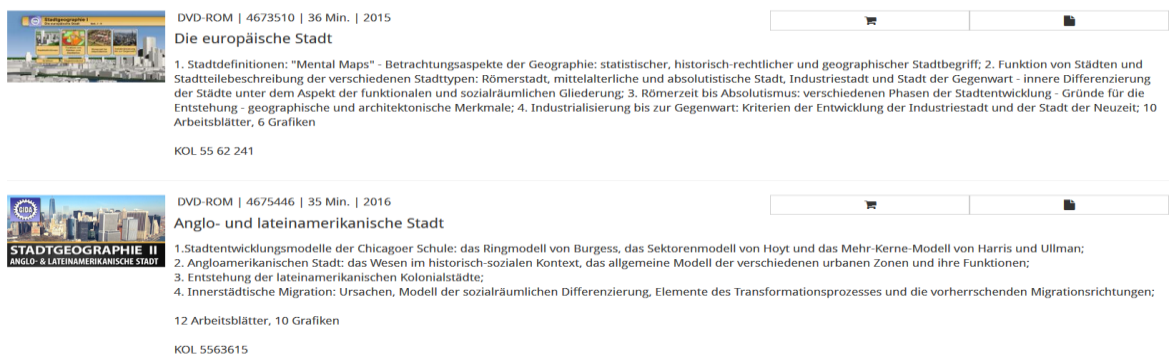 DVD-ROM | 4673510 | 36 Min. | 2015
Die europäische Stadt
1. Stadtdefinitionen: "Mental Maps" - Betrachtungsaspekte der Geographie: statistischer, historisch-rechtlicher und geographischer Stadtbegriff; 2. Funktion von Städten und
Stadtteilebeschreibung der verschiedenen Stadttypen: Römerstadt, mittelalterliche und absolutistische Stadt, Industriestadt und Stadt der Gegenwart - innere Differenzierung
der Städte unter dem Aspekt der funktionalen und sozialräumlichen Gliederung; 3. Römerzeit bis Absolutismus: verschiedenen Phasen der Stadtentwicklung - Gründe für die
Entstehung - geographische und architektonische Merkmale; 4. Industrialisierung bis zur Gegenwart: Kriterien der Entwicklung der Industriestadt und der Stadt der Neuzeit; 10
Arbeitsblätter, 6 Grafiken
KOL 55 62 241
Stadtgeographie I
Die europäische Stadt
DVD-ROM | 4675446 | 35 Min. | 2016
Anglo- und lateinamerikanische Stadt
1.Stadtentwicklungsmodelle der Chicagoer Schule: das Ringmodell von Burgess, das Sektorenmodell von Hoyt und das Mehr-Kerne-Modell von Harris und Ullman;
2. Angloamerikanischen Stadt: das Wesen im historisch-sozialen Kontext, das allgemeine Modell der verschiedenen urbanen Zonen und ihre Funktionen;
3. Entstehung der lateinamerikanischen Kolonialstädte;
4. Innerstädtische Migration: Ursachen, Modell der sozialräumlichen Differenzierung, Elemente des Transformationsprozesses und die vorherrschenden Migrationsrichtungen;
12 Arbeitsblätter, 10 Grafiken
KOL 5563615
GIDA
STADTGEOGRAPHIE II
ANGLO- & LATEINAMERIKANISCHE STADT